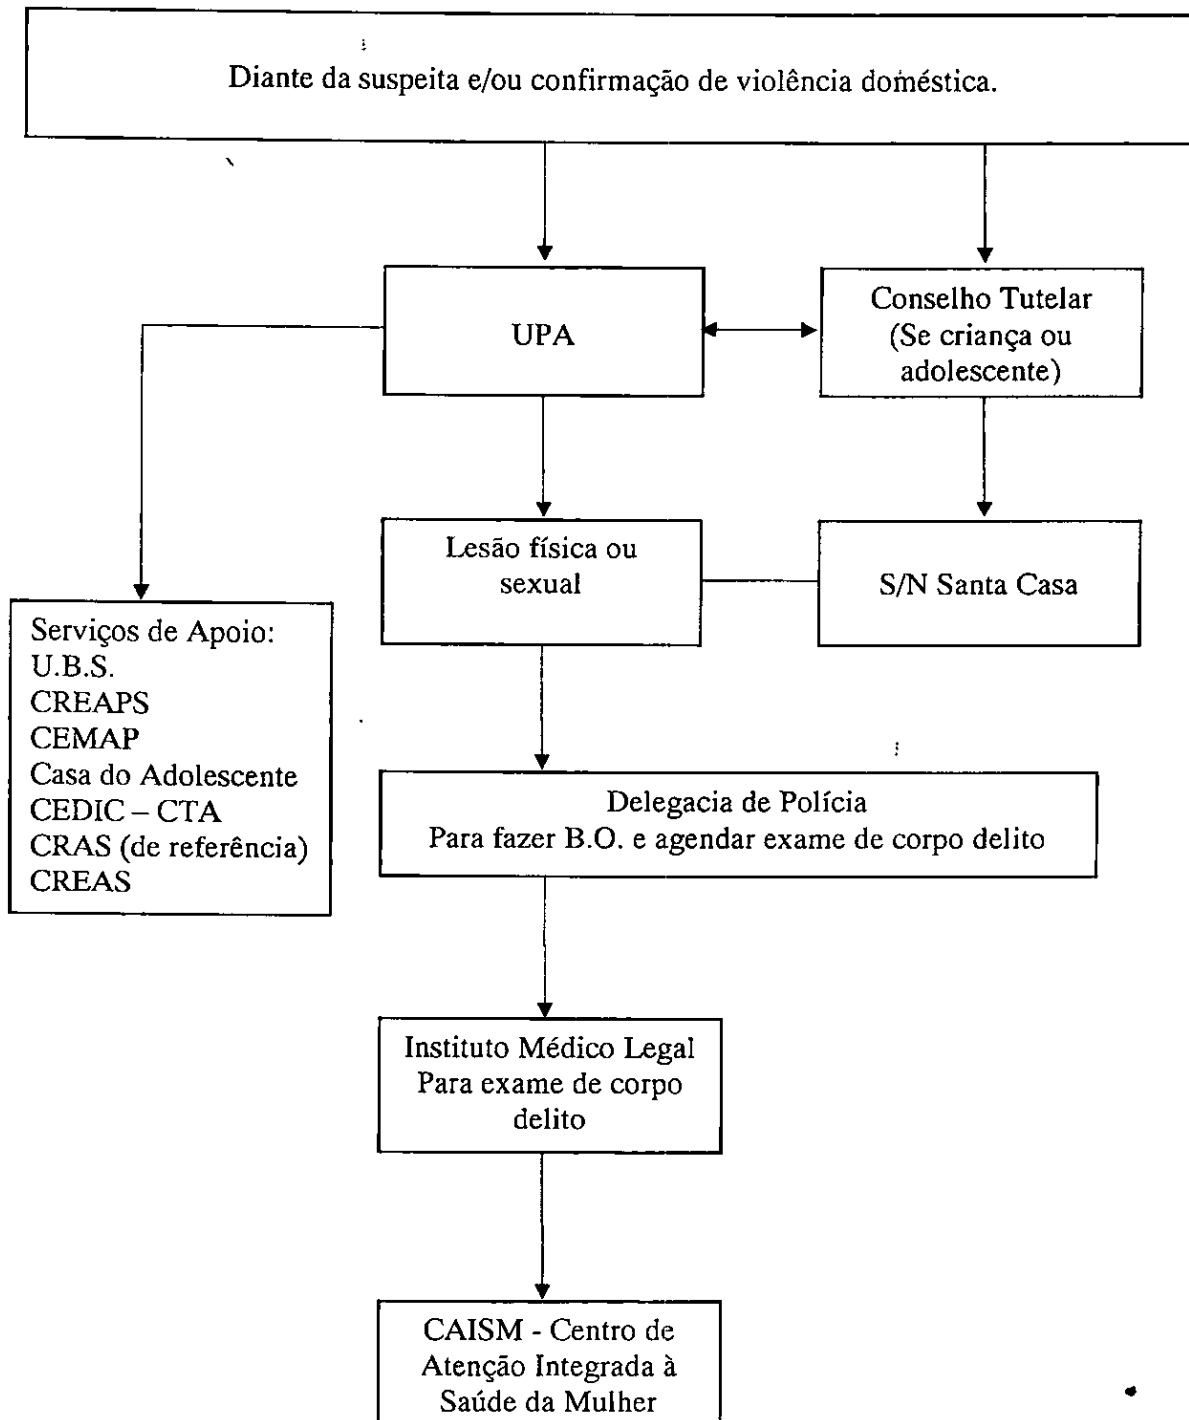 Diante da suspeita e/ou confirmação de violência doméstica.
UPA
Conselho Tutelar
(Se criança ou
adolescente)
Lesão física ou
sexual
S/N Santa Casa
Serviços de Apoio:
U.B.S.
CREAPS
CEMAP
Casa do Adolescente
CEDIC – CTA
CRAS (de referência)
CREAS
Delegacia de Polícia
Para fazer B.O. e agendar exame de corpo delito
Instituto Médico Legal
Para exame de corpo
delito
CAISM - Centro de
Atenção Integrada à
Saúde da Mulher